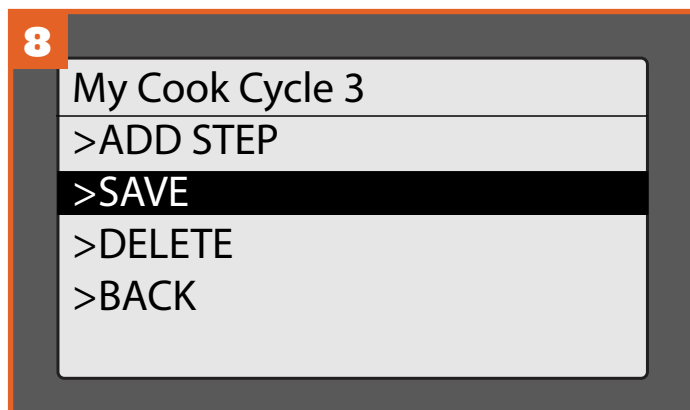 8
My Cook Cycle 3
>ADD STEP
>SAVE
>DELETE
>BACK